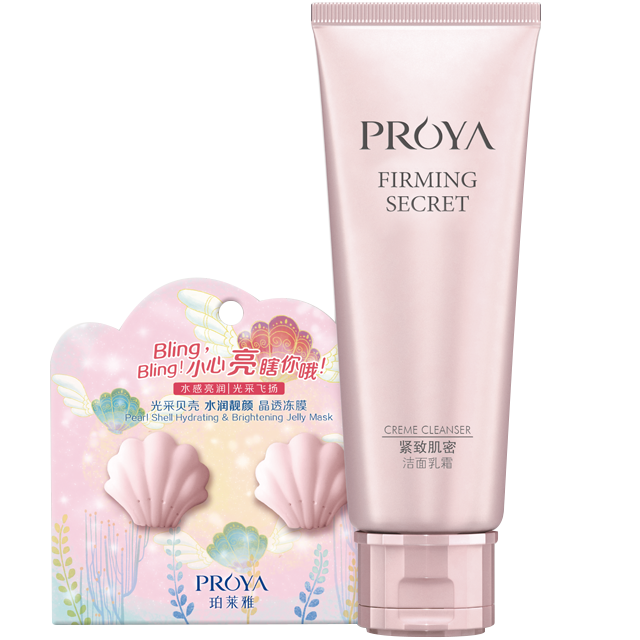 PROYA
FIRMING
SECRET
CREME CLEANSER
紧致肌密
洁面乳霜
Bling,
Bling!小心亮瞎你哦!
水感亮润|光采飞扬
光采贝壳 水润靓颜 晶透冻膜
Pearl Shell Hydrating & Brightening Jelly Mask
PROYA
珀莱雅